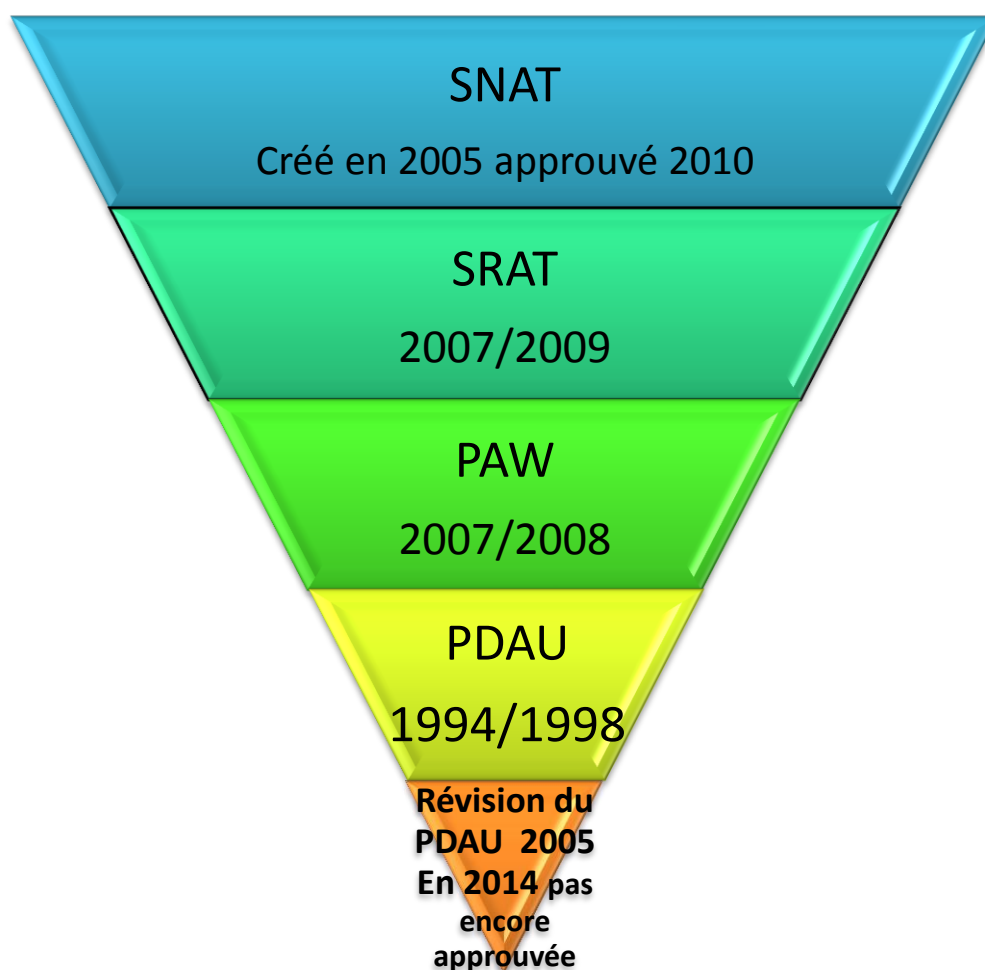 SNAT
Créé en 2005 approuvé 2010
SRAT
2007/2009
PAW
2007/2008
PDAU
1994/1998
Révision du
PDAU 2005
En 2014 pas
encore
approuvée